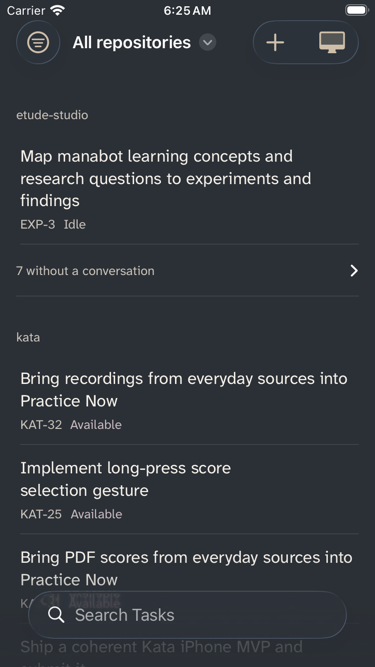 Carrier
6:25 AM
All repositories
etude-studio
Map manabot learning concepts and
research questions to experiments and
findings
EXP-3 Idle
7 without a conversation
kata
Bring recordings from everyday sources into
Practice Now
KAT-32 Available
Implement long-press score
selection gesture
KAT-25 Available
Bring PDF scores from everyday sources into
Practice Now
Search Tasks
Ship a coherent Kata iPhone MVP and
submit it